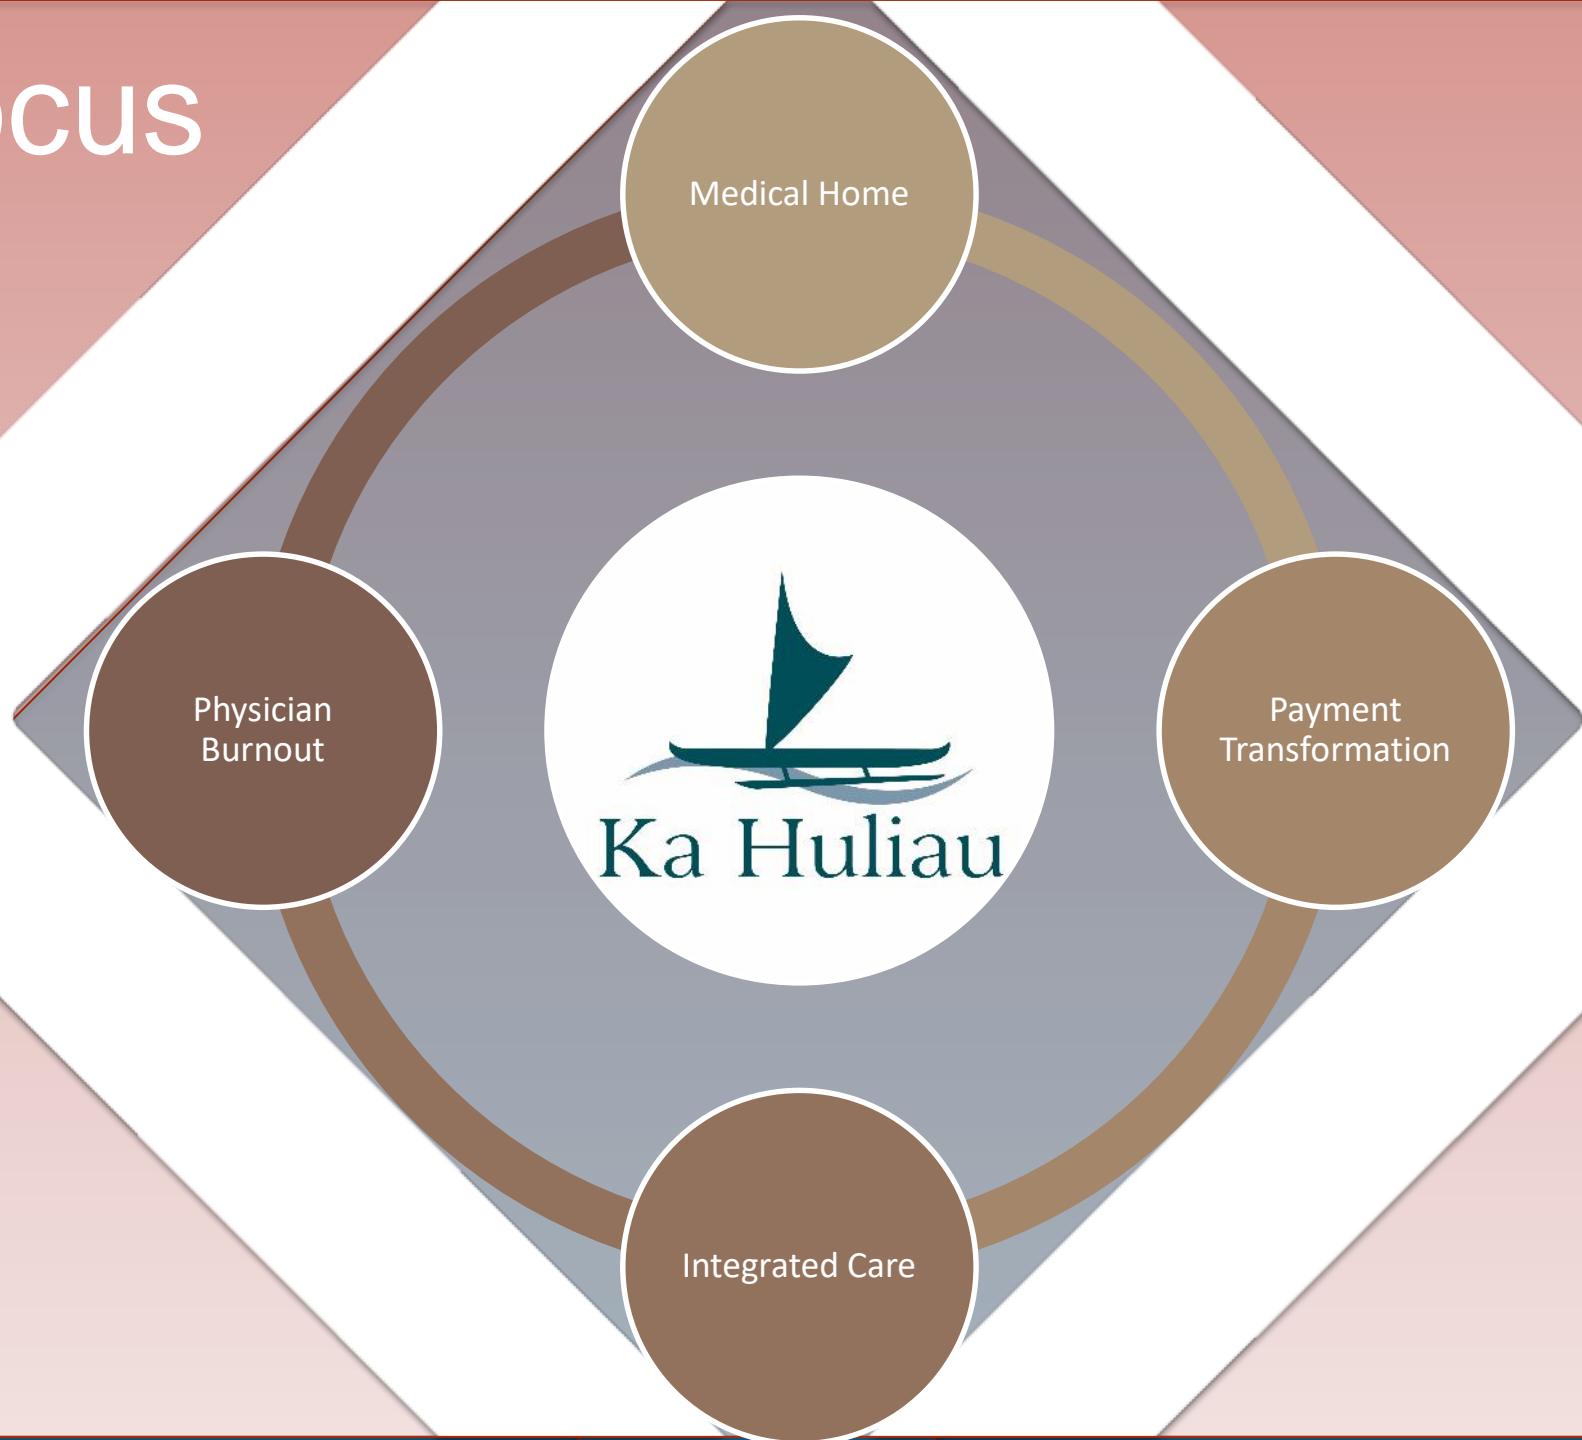 ocus
Medical Home
Physician
Burnout
Payment
Transformation
Ka Huliau
Integrated Care